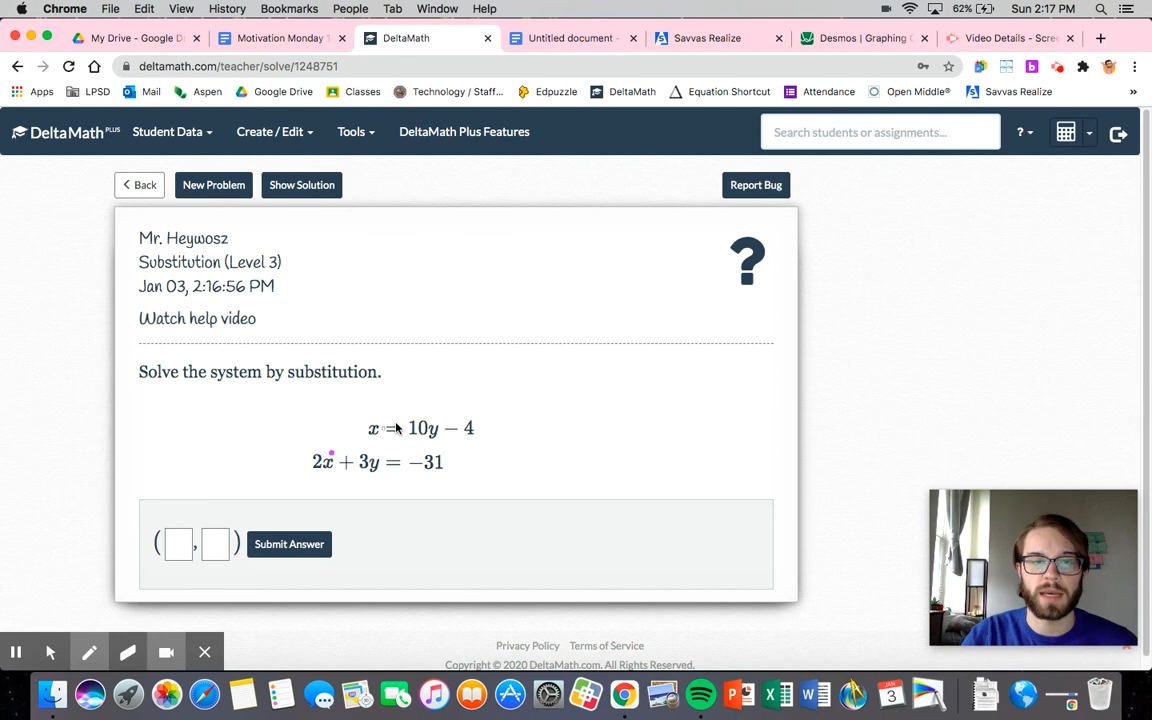 Chrome File Edit View History Bookmarks People Tab Window Help 62% Sun 2:17 PM
My Drive - Google D × Motivation Monday 1 × DeltaMath × Untitled document - × Savvas Realize × Desmos | Graphing C × Video Details - Scree × +
deltamath.com/teacher/solve/1248751
Apps LPSD Mail Aspen Google Drive Classes Technology / Staff... Edpuzzle DeltaMath Equation Shortcut Attendance Open Middle® Savvas Realize »
DeltaMath PLUS Student Data Create / Edit Tools DeltaMath Plus Features Search students or assignments... ?
Back New Problem Show Solution Report Bug
Mr. Heywosz
Substitution (Level 3)
Jan 03, 2:16:56 PM
?
Watch help video
Solve the system by substitution.
x = 10y − 4
2x + 3y = −31
( , ) Submit Answer
Privacy Policy Terms of Service
Copyright © 2020 DeltaMath.com. All Rights Reserved.